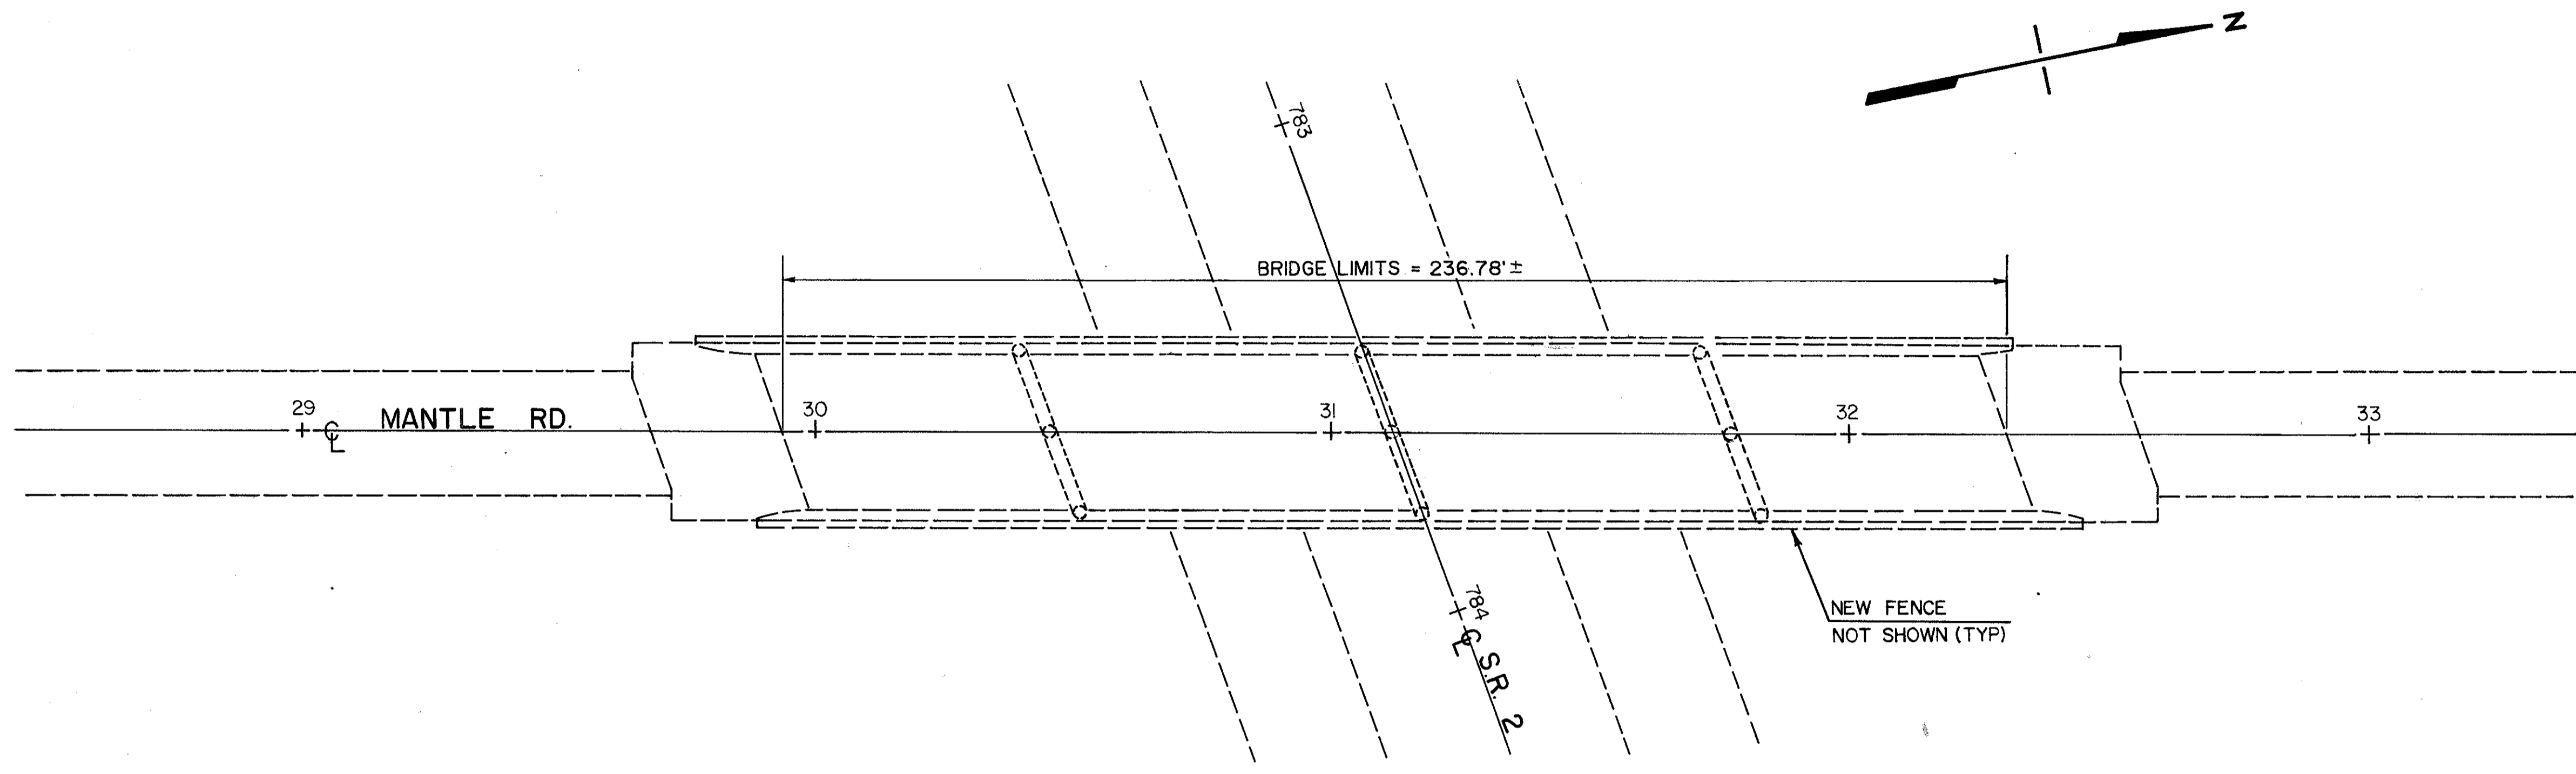 N
783
BRIDGE LIMITS = 236.78'±
29
℄ MANTLE RD.
30
31
32
33
784
℄ S.R. 2
NEW FENCE
NOT SHOWN (TYP)